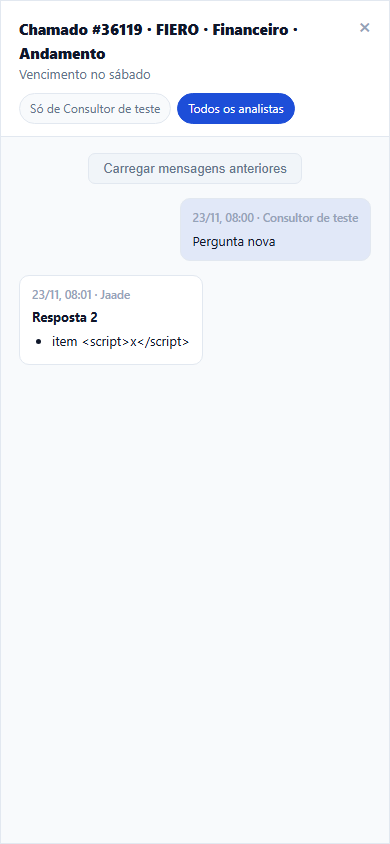 Chamado #36119 · FIERO · Financeiro ·
Andamento
×
Vencimento no sábado
Só de Consultor de teste
Todos os analistas
Carregar mensagens anteriores
23/11, 08:00 · Consultor de teste
Pergunta nova
23/11, 08:01 · Jaade
Resposta 2
• item <script>x</script>